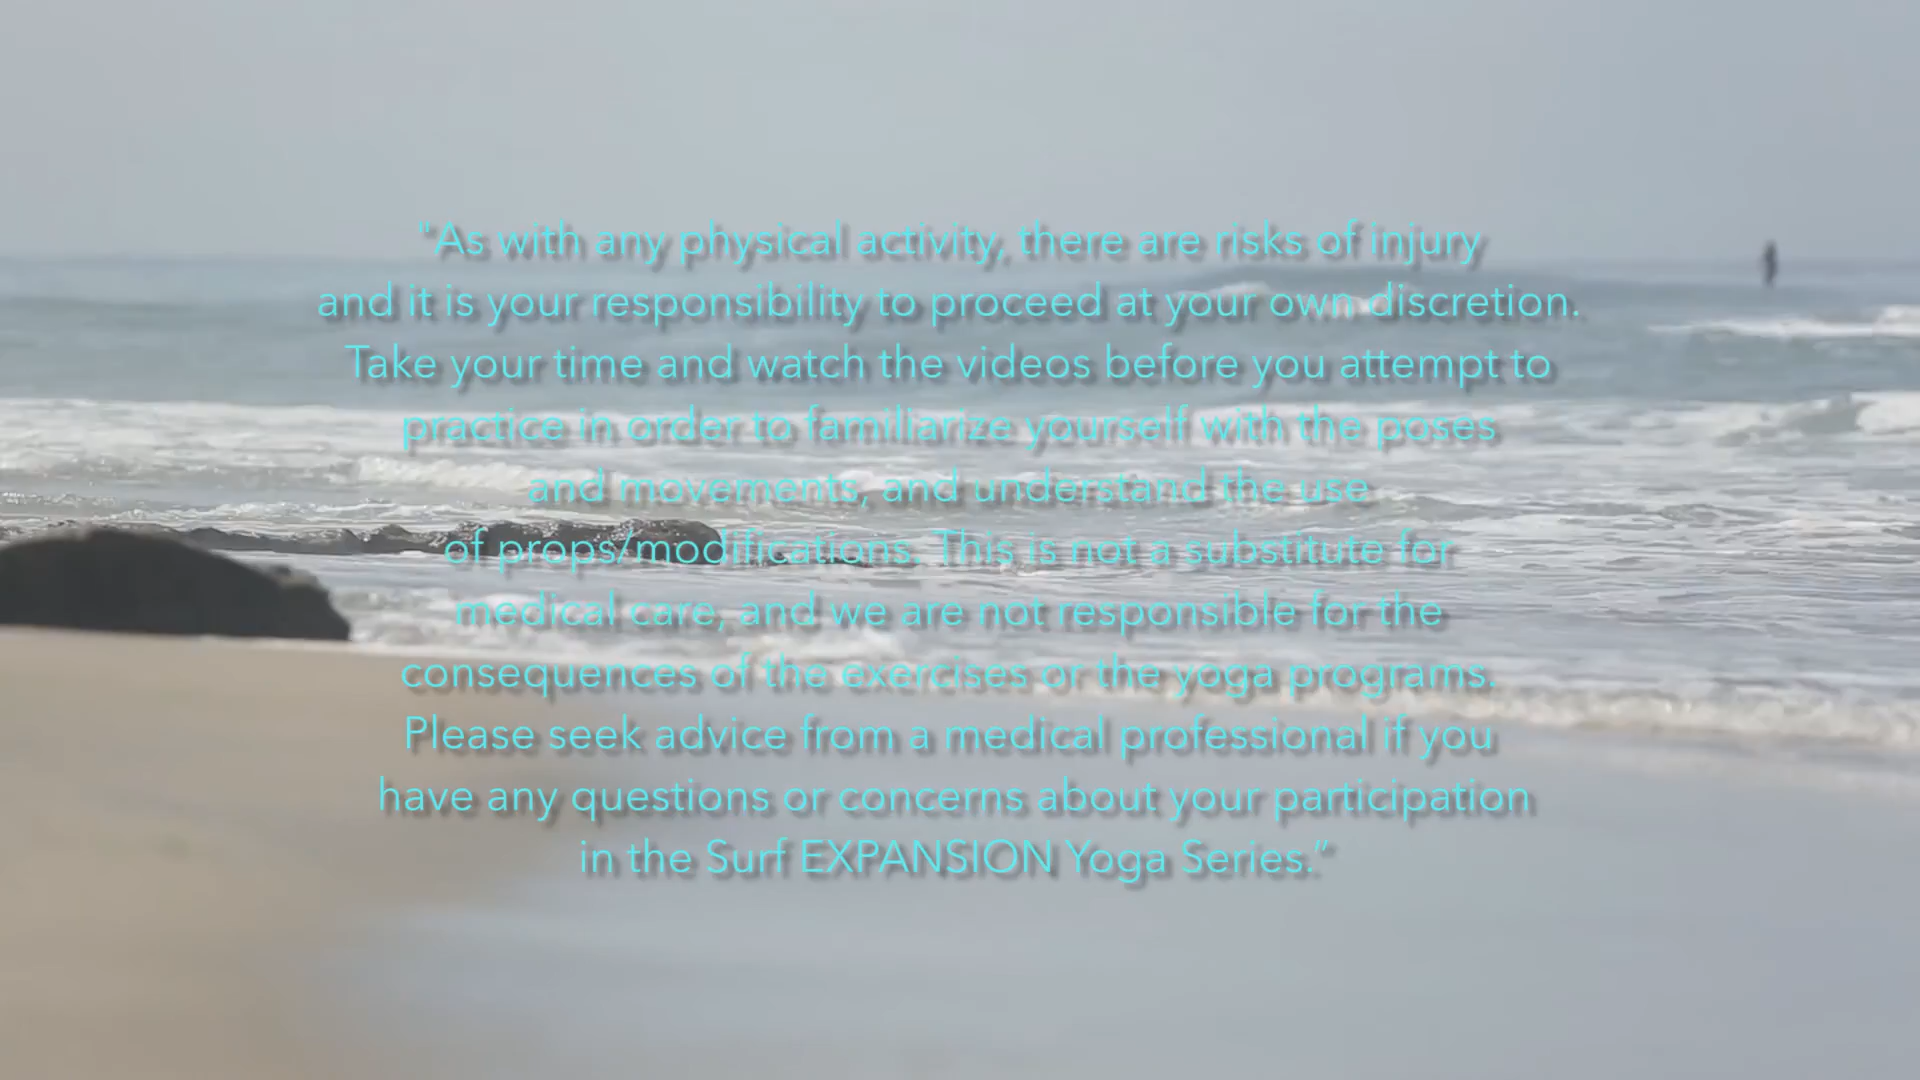 "As with any physical activity, there are risks of injury
and it is your responsibility to proceed at your own discretion.
Take your time and watch the videos before you attempt to
practice in order to familiarize yourself with the poses
and movements, and understand the use
of props/modifications. This is not a substitute for
medical care, and we are not responsible for the
consequences of the exercises or the yoga programs.
Please seek advice from a medical professional if you
have any questions or concerns about your participation
in the Surf EXPANSION Yoga Series.”